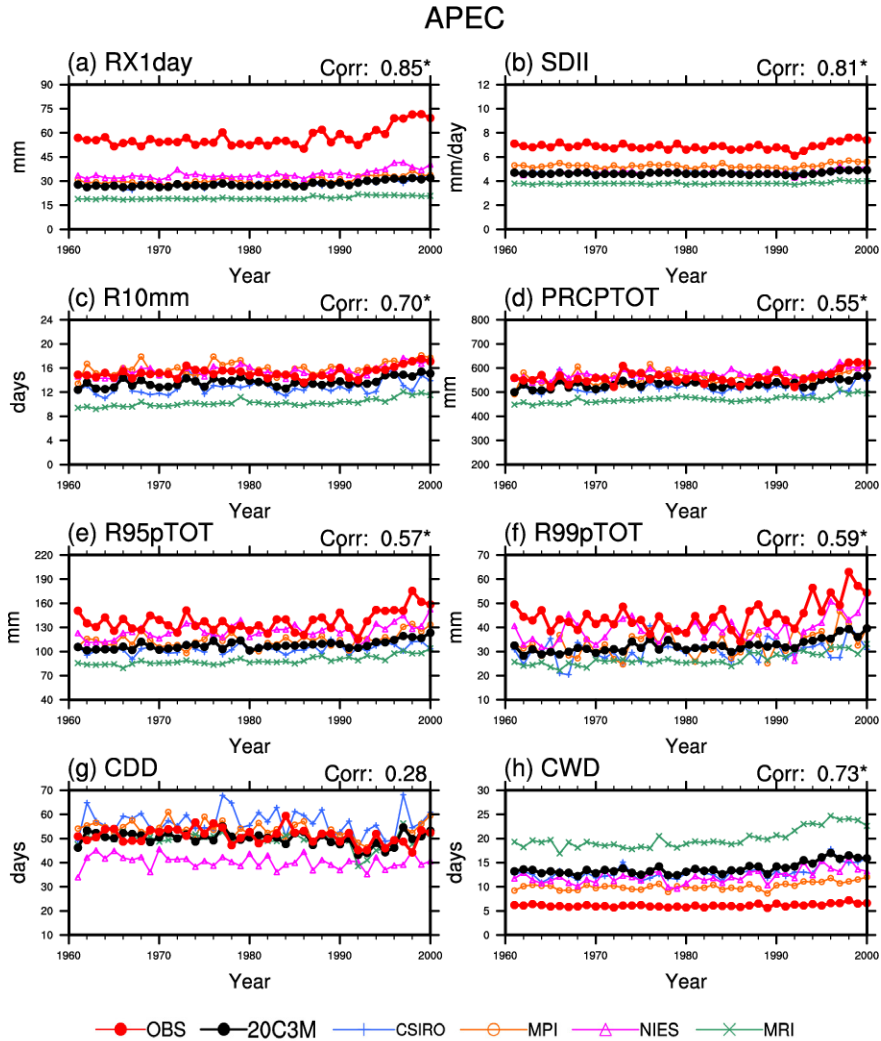 APEC
(a) RX1day Corr: 0.85*
90
75
60
45
30
15
0
mm
1960 1970 1980 1990 2000
Year
(b) SDII Corr: 0.81*
12
10
8
6
4
2
0
mm/day
1960 1970 1980 1990 2000
Year
(c) R10mm Corr: 0.70*
24
20
16
12
8
4
0
days
1960 1970 1980 1990 2000
Year
(d) PRCPTOT Corr: 0.55*
800
700
600
500
400
300
200
mm
1960 1970 1980 1990 2000
Year
(e) R95pTOT Corr: 0.57*
220
190
160
130
100
70
40
mm
1960 1970 1980 1990 2000
Year
(f) R99pTOT Corr: 0.59*
70
60
50
40
30
20
10
mm
1960 1970 1980 1990 2000
Year
(g) CDD Corr: 0.28
70
60
50
40
30
20
10
days
1960 1970 1980 1990 2000
Year
(h) CWD Corr: 0.73*
30
25
20
15
10
5
0
days
1960 1970 1980 1990 2000
Year
OBS 20C3M CSIRO MPI NIES MRI